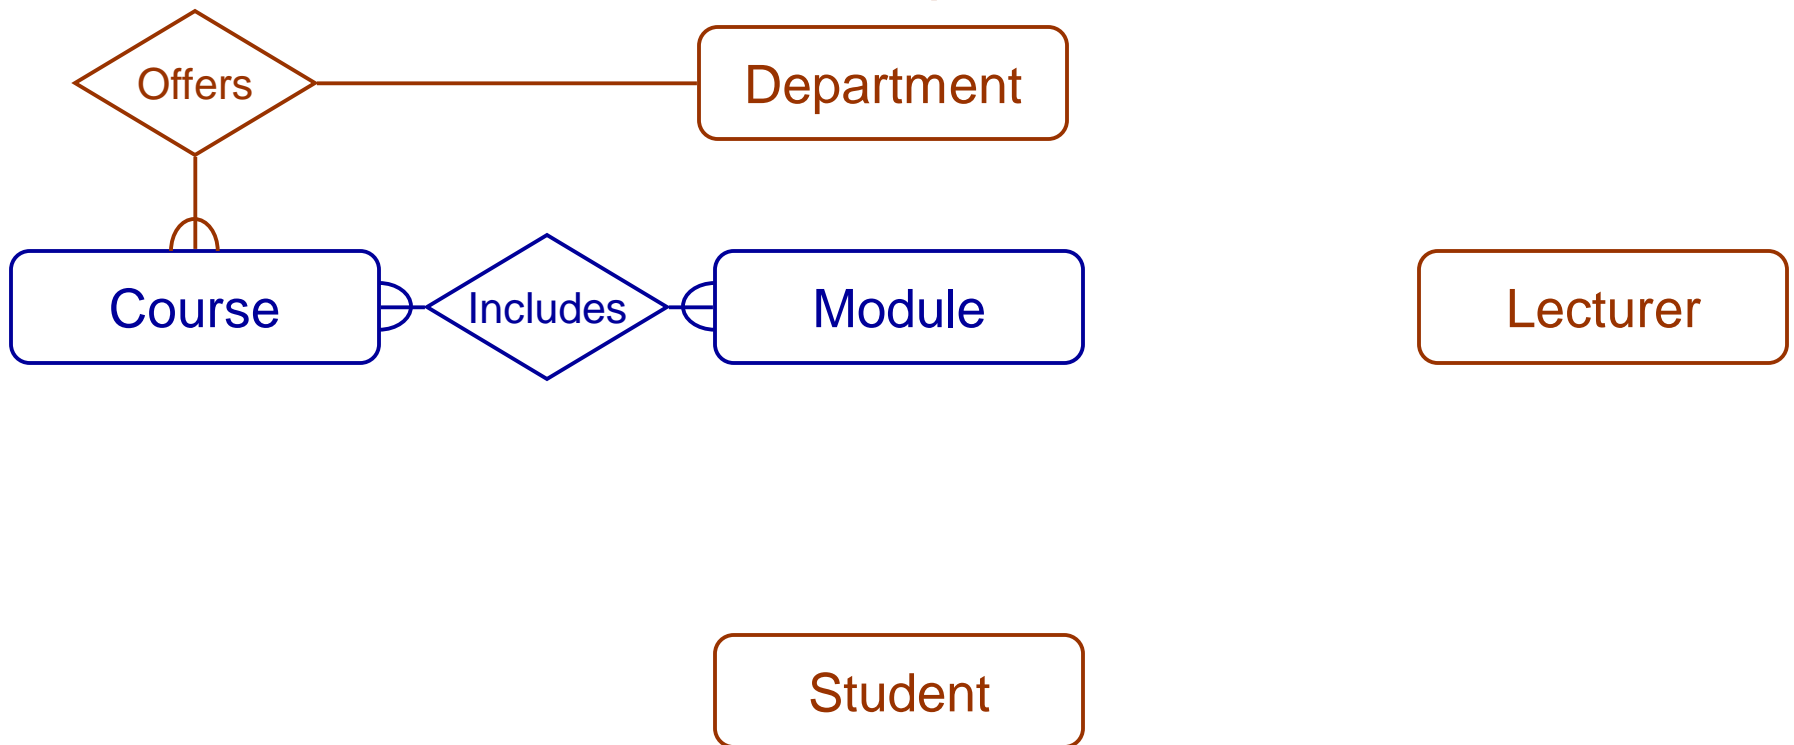 Offers
Department
Course
Includes
Module
Lecturer
Student